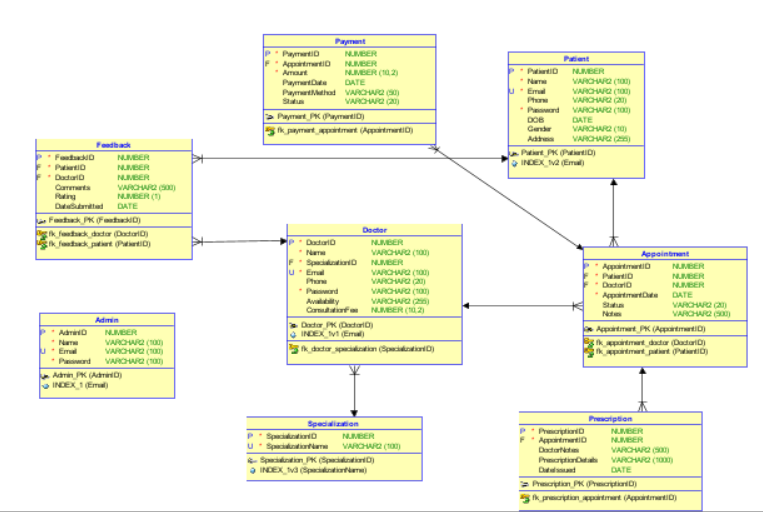 Payment
P * PaymentID NUMBER
F * AppointmentID NUMBER
* Amount NUMBER (10,2)
PaymentDate DATE
PaymentMethod VARCHAR2 (50)
Status VARCHAR2 (20)
Payment_PK (PaymentID)
fk_payment_appointment (AppointmentID)
Patient
P * PatientID NUMBER
* Name VARCHAR2 (100)
U * Email VARCHAR2 (100)
Phone VARCHAR2 (20)
* Password VARCHAR2 (100)
DOB DATE
Gender VARCHAR2 (10)
Address VARCHAR2 (255)
Patient_PK (PatientID)
INDEX_1v2 (Email)
Feedback
P * FeedbackID NUMBER
F * PatientID NUMBER
F * DoctorID NUMBER
Comments VARCHAR2 (500)
Rating NUMBER (1)
DateSubmitted DATE
Feedback_PK (FeedbackID)
fk_feedback_doctor (DoctorID)
fk_feedback_patient (PatientID)
Doctor
P * DoctorID NUMBER
* Name VARCHAR2 (100)
F * SpecializationID NUMBER
U * Email VARCHAR2 (100)
Phone VARCHAR2 (20)
* Password VARCHAR2 (100)
Availability VARCHAR2 (255)
ConsultationFee NUMBER (10,2)
Doctor_PK (DoctorID)
INDEX_1v1 (Email)
fk_doctor_specialization (SpecializationID)
Appointment
P * AppointmentID NUMBER
F * PatientID NUMBER
F * DoctorID NUMBER
* AppointmentDate DATE
Status VARCHAR2 (20)
Notes VARCHAR2 (500)
Appointment_PK (AppointmentID)
fk_appointment_doctor (DoctorID)
fk_appointment_patient (PatientID)
Admin
P * AdminID NUMBER
* Name VARCHAR2 (100)
U * Email VARCHAR2 (100)
* Password VARCHAR2 (100)
Admin_PK (AdminID)
INDEX_1 (Email)
Specialization
P * SpecializationID NUMBER
U * SpecializationName VARCHAR2 (100)
Specialization_PK (SpecializationID)
INDEX_1v3 (SpecializationName)
Prescription
P * PrescriptionID NUMBER
F * AppointmentID NUMBER
DoctorNotes VARCHAR2 (500)
PrescriptionDetails VARCHAR2 (1000)
DateIssued DATE
Prescription_PK (PrescriptionID)
fk_prescription_appointment (AppointmentID)